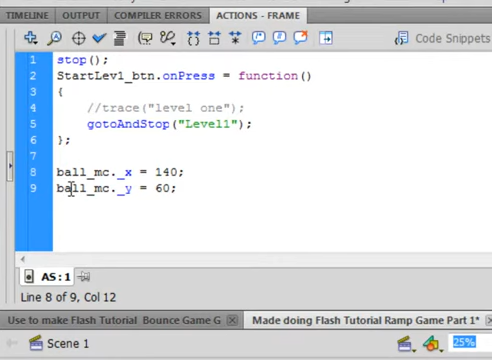 TIMELINE OUTPUT COMPILER ERRORS ACTIONS - FRAME
Code Snippets
1 stop();
2 StartLev1_btn.onPress = function()
3 {
4 //trace("level one");
5 gotoAndStop("Level1");
6 };
7
8 ball_mc._x = 140;
9 ball_mc._y = 60;
AS:1
Line 8 of 9, Col 12
Use to make Flash Tutorial Bounce Game G Made doing Flash Tutorial Ramp Game Part 1*
Scene 1 25%